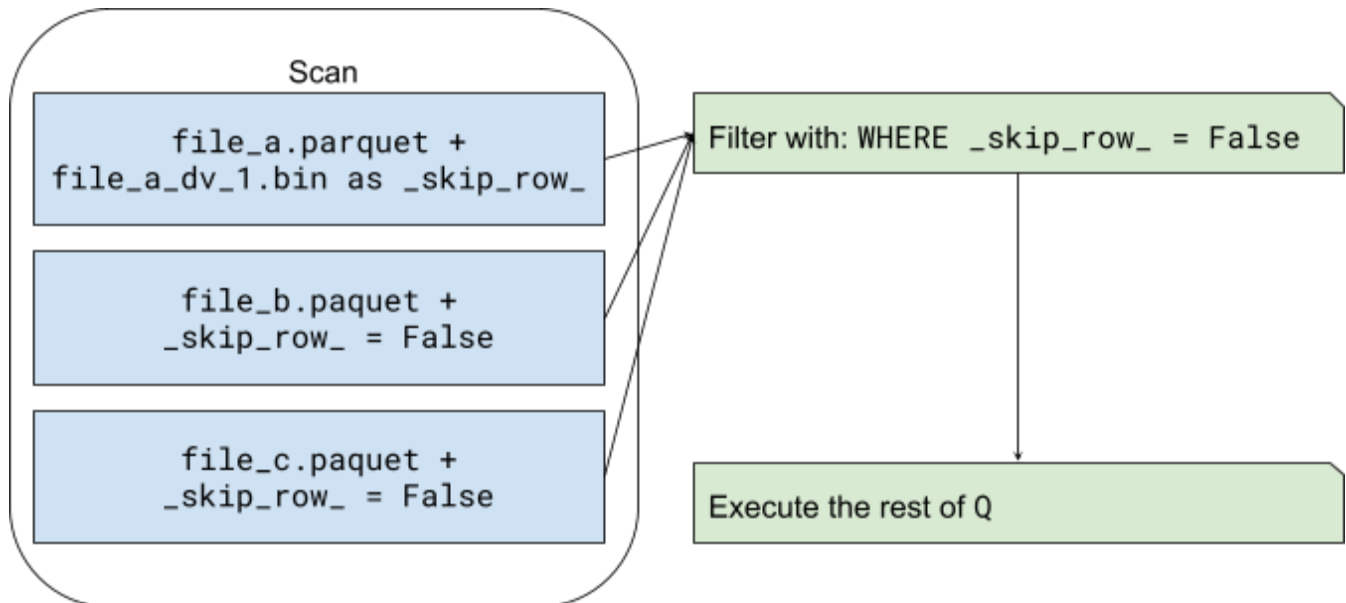 Scan
file_a.parquet +
file_a_dv_1.bin as _skip_row_
file_b.paquet +
_skip_row_ = False
file_c.paquet +
_skip_row_ = False
Filter with: WHERE _skip_row_ = False
Execute the rest of Q